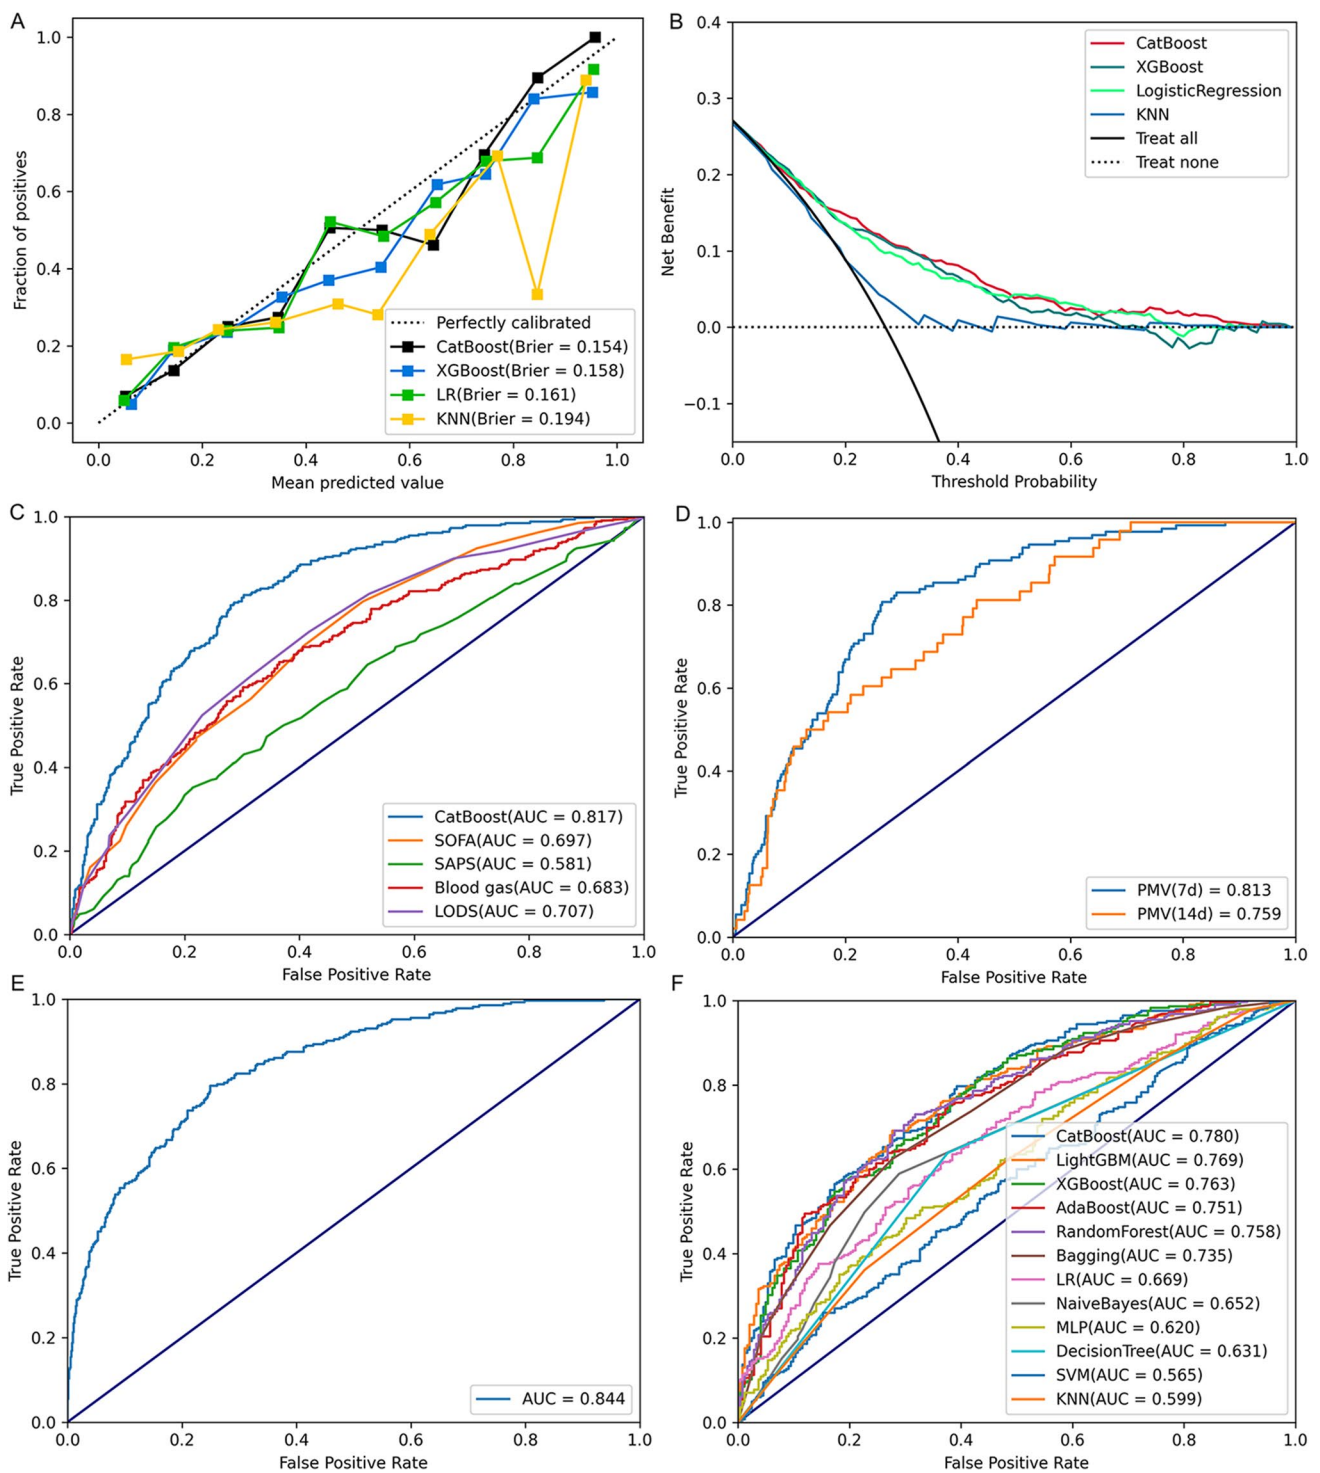 A
1.0
0.8
0.6
0.4
0.2
0.0
Fraction of positives
0.0 0.2 0.4 0.6 0.8 1.0
Mean predicted value
Perfectly calibrated
CatBoost(Brier = 0.154)
XGBoost(Brier = 0.158)
LR(Brier = 0.161)
KNN(Brier = 0.194)
B
0.4
0.3
0.2
0.1
0.0
−0.1
Net Benefit
0.0 0.2 0.4 0.6 0.8 1.0
Threshold Probability
CatBoost
XGBoost
LogisticRegression
KNN
Treat all
Treat none
C
1.0
0.8
0.6
0.4
0.2
0.0
True Positive Rate
0.0 0.2 0.4 0.6 0.8 1.0
False Positive Rate
CatBoost(AUC = 0.817)
SOFA(AUC = 0.697)
SAPS(AUC = 0.581)
Blood gas(AUC = 0.683)
LODS(AUC = 0.707)
D
1.0
0.8
0.6
0.4
0.2
0.0
True Positive Rate
0.0 0.2 0.4 0.6 0.8 1.0
False Positive Rate
PMV(7d) = 0.813
PMV(14d) = 0.759
E
1.0
0.8
0.6
0.4
0.2
0.0
True Positive Rate
0.0 0.2 0.4 0.6 0.8 1.0
False Positive Rate
AUC = 0.844
F
1.0
0.8
0.6
0.4
0.2
0.0
True Positive Rate
0.0 0.2 0.4 0.6 0.8 1.0
False Positive Rate
CatBoost(AUC = 0.780)
LightGBM(AUC = 0.769)
XGBoost(AUC = 0.763)
AdaBoost(AUC = 0.751)
RandomForest(AUC = 0.758)
Bagging(AUC = 0.735)
LR(AUC = 0.669)
NaiveBayes(AUC = 0.652)
MLP(AUC = 0.620)
DecisionTree(AUC = 0.631)
SVM(AUC = 0.565)
KNN(AUC = 0.599)